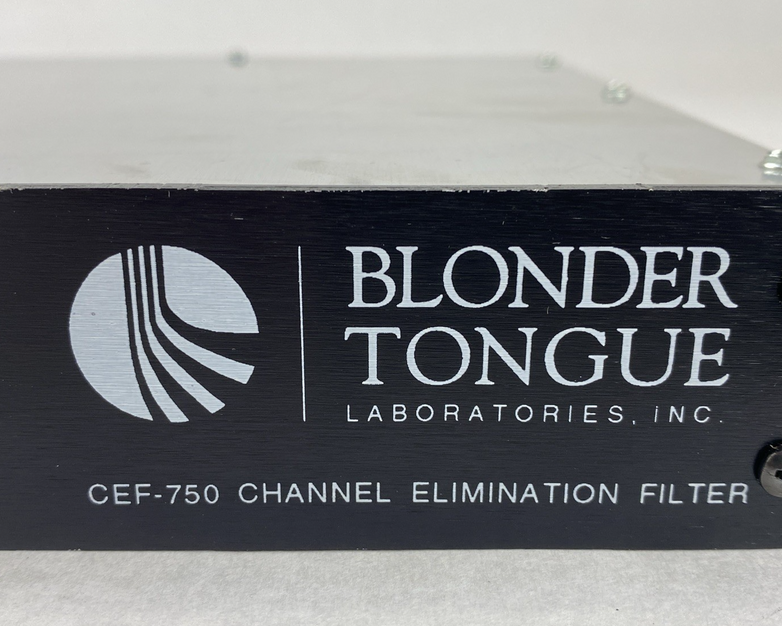 BLONDER
TONGUE
LABORATORIES, INC.
CEF-750 CHANNEL ELIMINATION FILTER